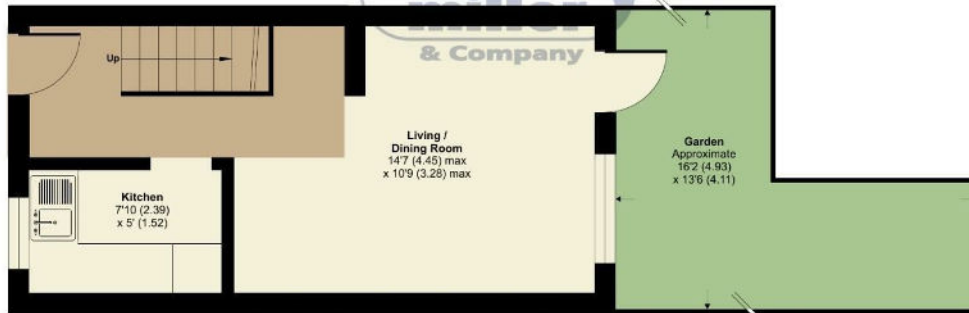 miller
& Company
Up
Living /
Dining Room
14'7 (4.45) max
x 10'9 (3.28) max
Garden
Approximate
16'2 (4.93)
x 13'6 (4.11)
Kitchen
7'10 (2.39)
x 5' (1.52)